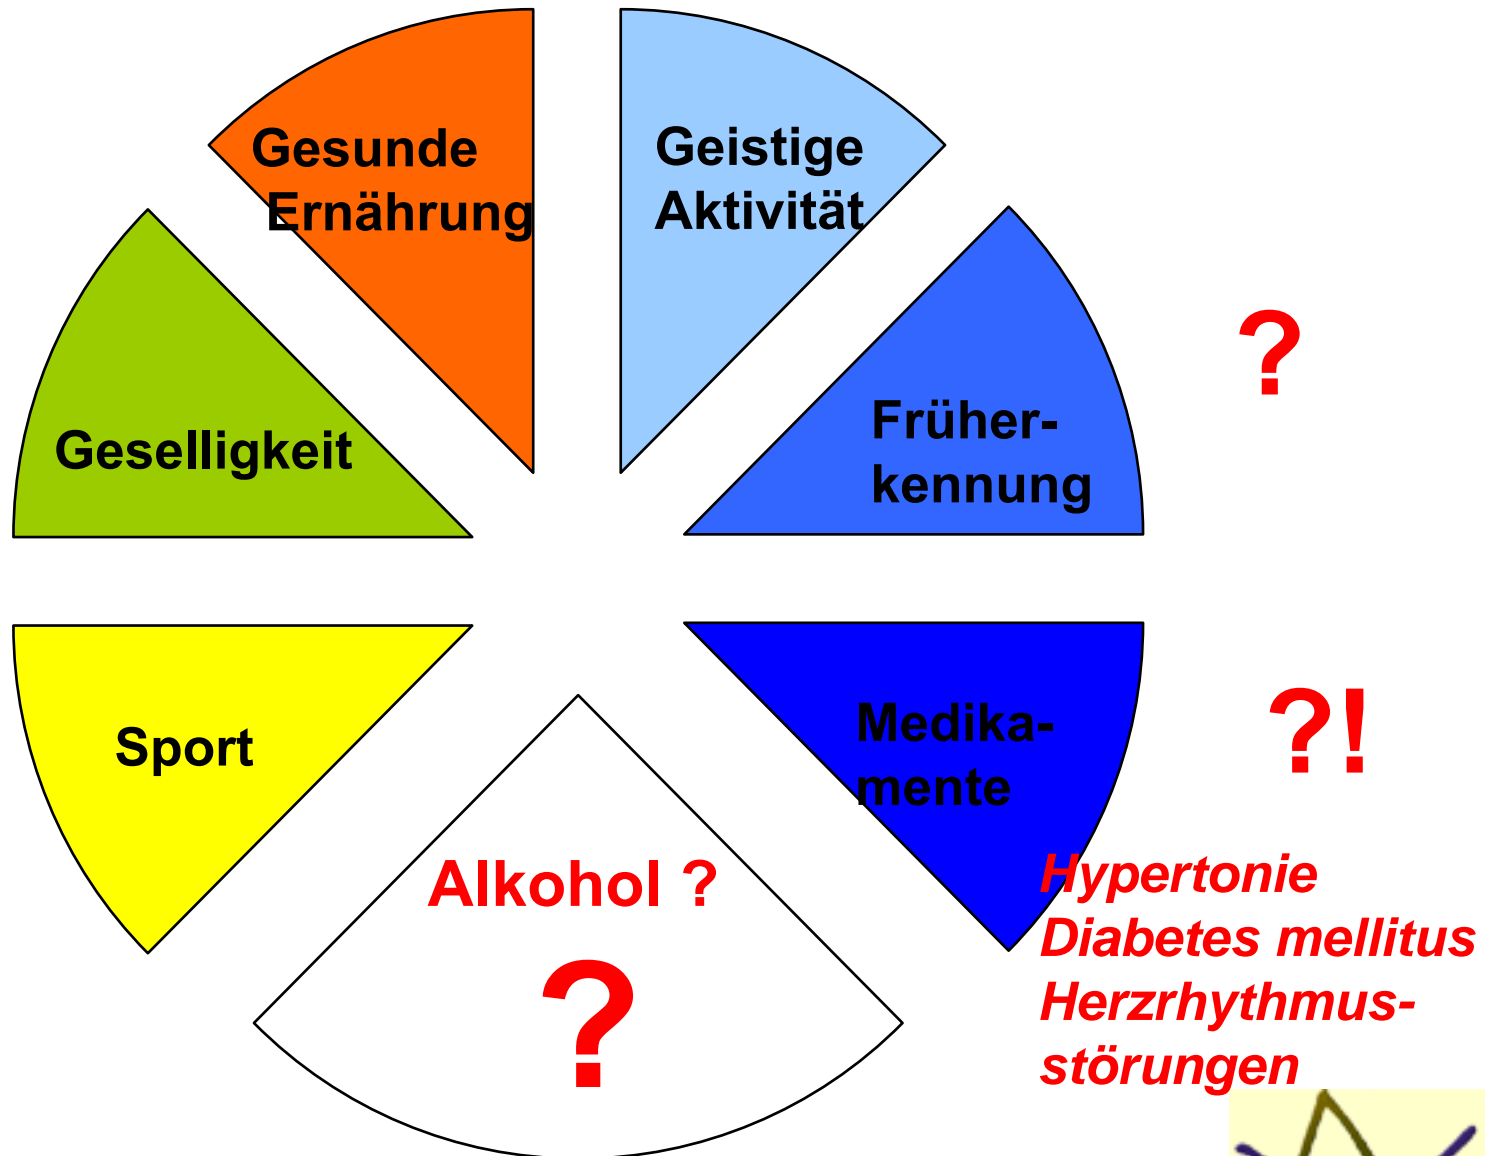 Gesunde
Ernährung
Geistige
Aktivität
Geselligkeit
Früher-
kennung
?
Sport
Medika-
mente
?!
Alkohol ?
?
Hypertonie
Diabetes mellitus
Herzrhythmus-
störungen